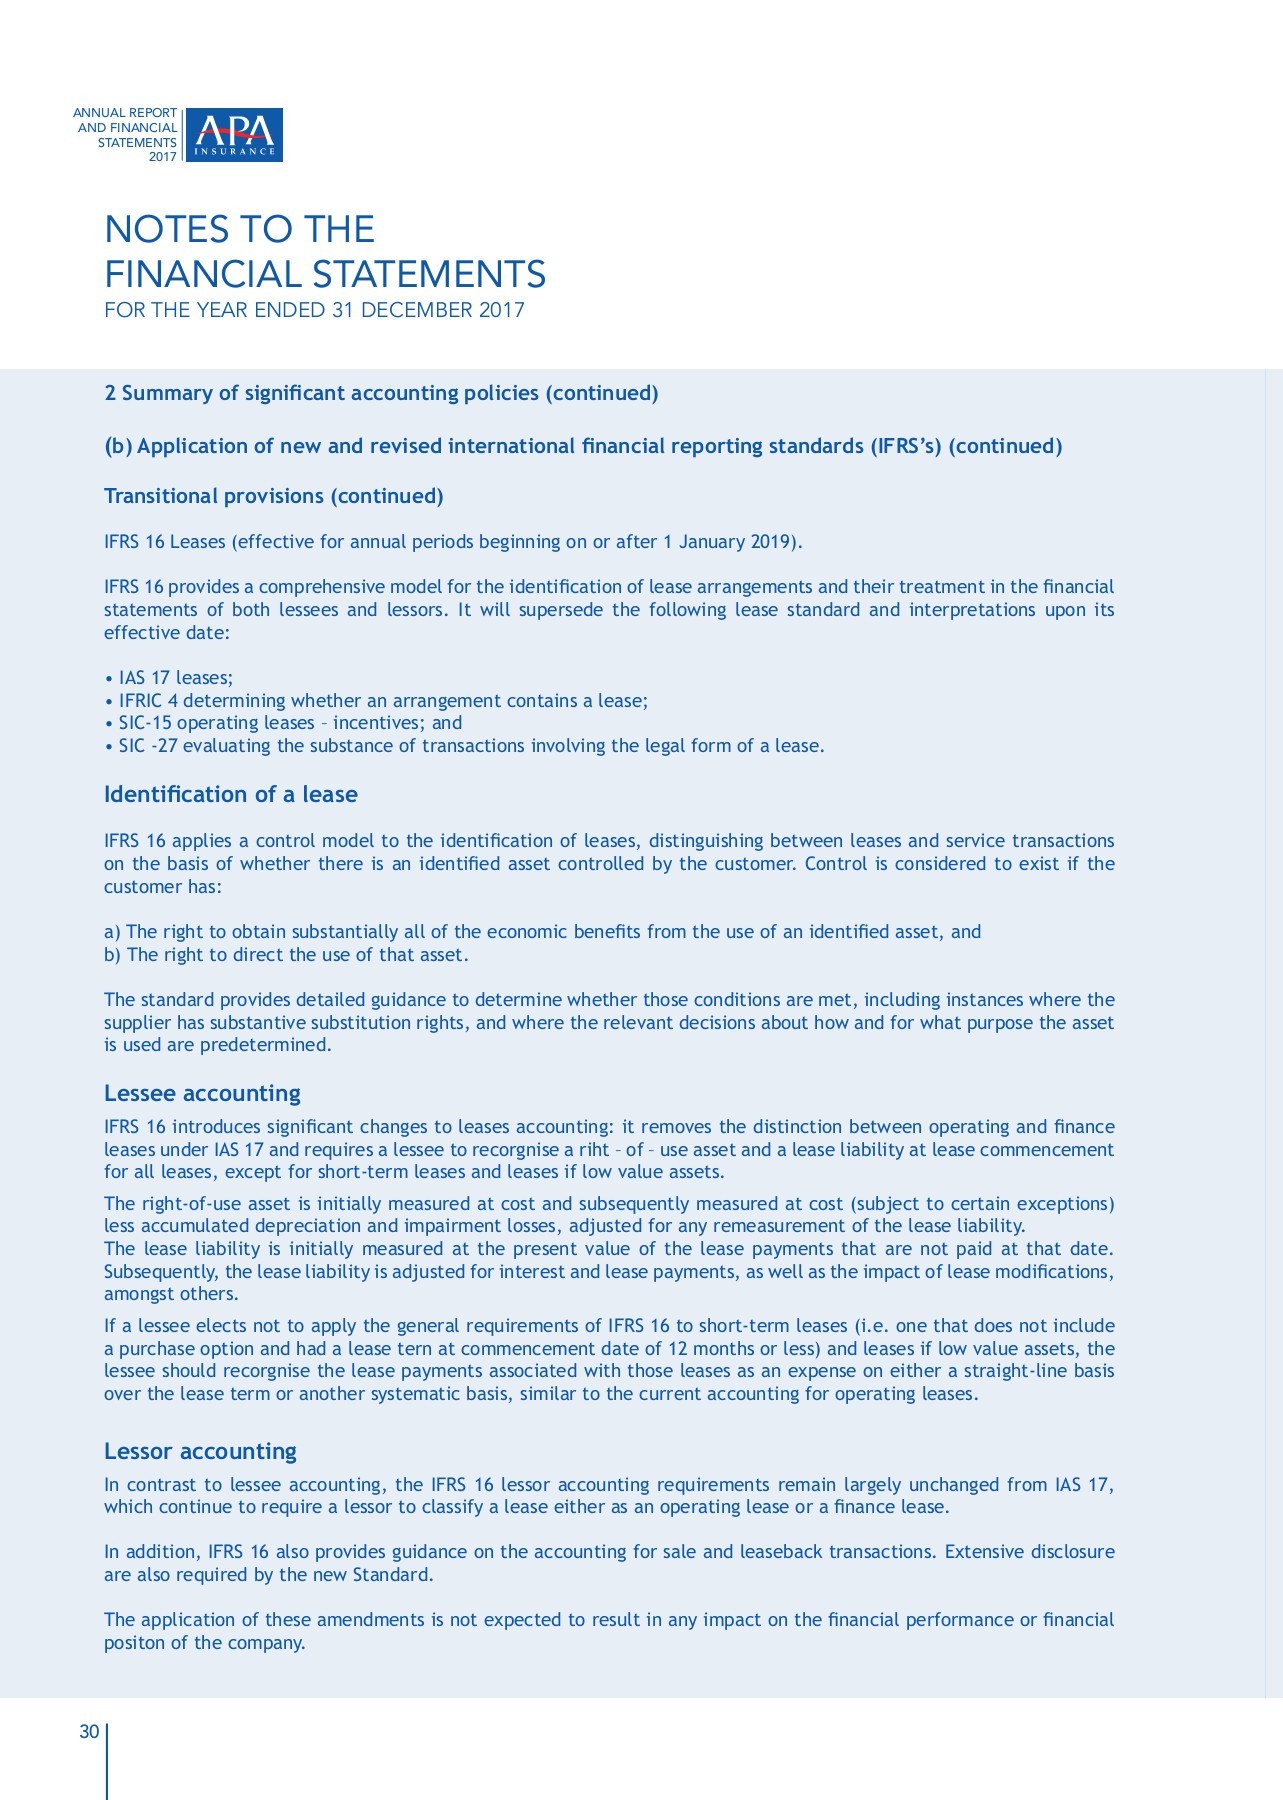 ANNUAL REPORT
AND FINANCIAL
STATEMENTS
2017
APA
INSURANCE
NOTES TO THE
FINANCIAL STATEMENTS
FOR THE YEAR ENDED 31 DECEMBER 2017
2 Summary of significant accounting policies (continued)
(b) Application of new and revised international financial reporting standards (IFRS’s) (continued)
Transitional provisions (continued)
IFRS 16 Leases (effective for annual periods beginning on or after 1 January 2019).
IFRS 16 provides a comprehensive model for the identification of lease arrangements and their treatment in the financial
statements of both lessees and lessors. It will supersede the following lease standard and interpretations upon its
effective date:
• IAS 17 leases;
• IFRIC 4 determining whether an arrangement contains a lease;
• SIC-15 operating leases – incentives; and
• SIC -27 evaluating the substance of transactions involving the legal form of a lease.
Identification of a lease
IFRS 16 applies a control model to the identification of leases, distinguishing between leases and service transactions
on the basis of whether there is an identified asset controlled by the customer. Control is considered to exist if the
customer has:
a) The right to obtain substantially all of the economic benefits from the use of an identified asset, and
b) The right to direct the use of that asset.
The standard provides detailed guidance to determine whether those conditions are met, including instances where the
supplier has substantive substitution rights, and where the relevant decisions about how and for what purpose the asset
is used are predetermined.
Lessee accounting
IFRS 16 introduces significant changes to leases accounting: it removes the distinction between operating and finance
leases under IAS 17 and requires a lessee to recorgnise a riht – of – use asset and a lease liability at lease commencement
for all leases, except for short-term leases and leases if low value assets.
The right-of-use asset is initially measured at cost and subsequently measured at cost (subject to certain exceptions)
less accumulated depreciation and impairment losses, adjusted for any remeasurement of the lease liability.
The lease liability is initially measured at the present value of the lease payments that are not paid at that date.
Subsequently, the lease liability is adjusted for interest and lease payments, as well as the impact of lease modifications,
amongst others.
If a lessee elects not to apply the general requirements of IFRS 16 to short-term leases (i.e. one that does not include
a purchase option and had a lease tern at commencement date of 12 months or less) and leases if low value assets, the
lessee should recorgnise the lease payments associated with those leases as an expense on either a straight-line basis
over the lease term or another systematic basis, similar to the current accounting for operating leases.
Lessor accounting
In contrast to lessee accounting, the IFRS 16 lessor accounting requirements remain largely unchanged from IAS 17,
which continue to require a lessor to classify a lease either as an operating lease or a finance lease.
In addition, IFRS 16 also provides guidance on the accounting for sale and leaseback transactions. Extensive disclosure
are also required by the new Standard.
The application of these amendments is not expected to result in any impact on the financial performance or financial
positon of the company.
30